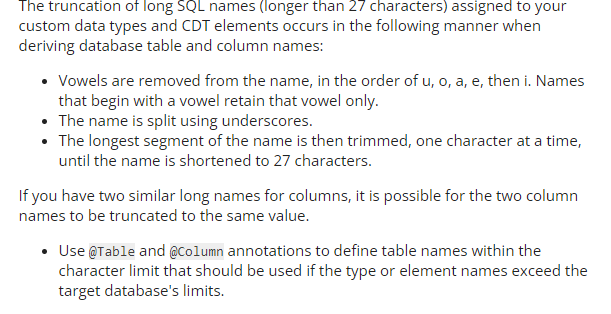 The truncation of long SQL names (longer than 27 characters) assigned to your
custom data types and CDT elements occurs in the following manner when
deriving database table and column names:
• Vowels are removed from the name, in the order of u, o, a, e, then i. Names
that begin with a vowel retain that vowel only.
• The name is split using underscores.
• The longest segment of the name is then trimmed, one character at a time,
until the name is shortened to 27 characters.
If you have two similar long names for columns, it is possible for the two column
names to be truncated to the same value.
• Use @Table and @Column annotations to define table names within the
character limit that should be used if the type or element names exceed the
target database's limits.